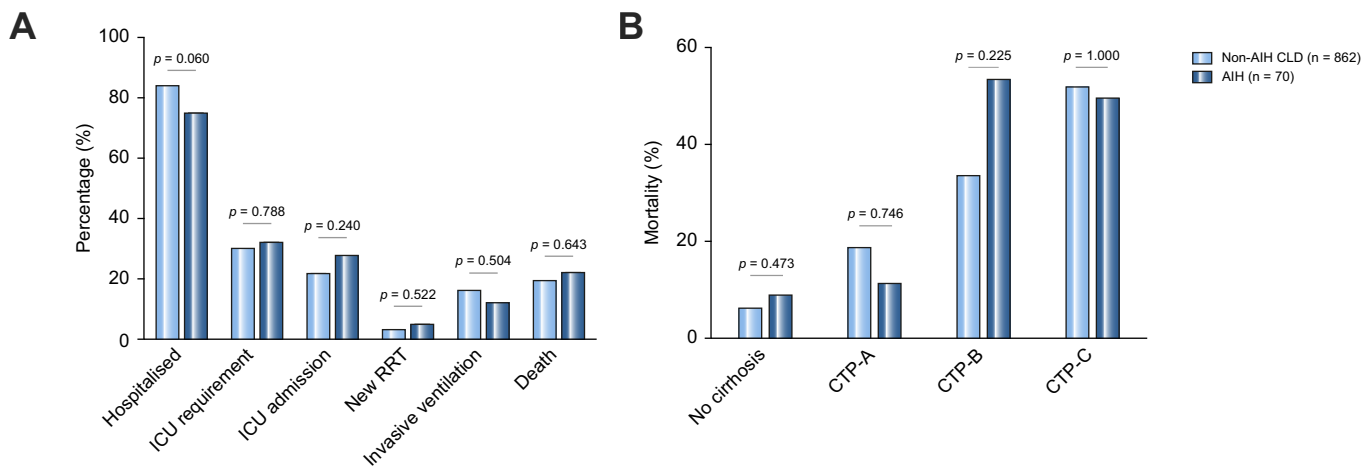 A
Percentage (%)
100
80
60
40
20
0
p = 0.060
p = 0.788
p = 0.240
p = 0.522
p = 0.504
p = 0.643
Hospitalised
ICU requirement
ICU admission
New RRT
Invasive ventilation
Death
B
Mortality (%)
60
40
20
0
p = 0.473
p = 0.746
p = 0.225
p = 1.000
No cirrhosis
CTP-A
CTP-B
CTP-C
Non-AIH CLD (n = 862)
AIH (n = 70)